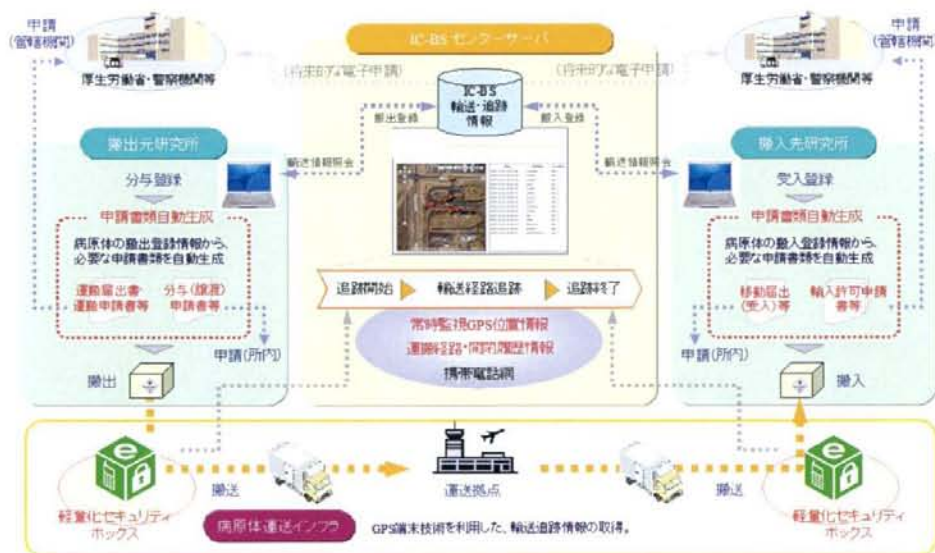 申請
(管轄機関)
厚生労働省・警察機関等
IC-BS センターサーバ
(将来的な電子申請)
(将来的な電子申請)
申請
(管轄機関)
厚生労働省・警察機関等
IC-BS
輸送・追跡
情報
搬出登録
搬入登録
搬出元研究所
分与登録
輸送情報照会
輸送情報照会
搬入先研究所
受入登録
申請書類自動生成
病原体の搬出登録情報から、
必要な申請書類を自動生成
運動届出書・
運動申請書等
分与(譲渡)
申請書等
申請(所内)
搬出
追跡開始
輸送経路追跡
追跡終了
常時監視GPS位置情報
携帯電話網
申請書類自動生成
病原体の搬入登録情報から、
必要な申請書類を自動生成
移動届出
(受入)等
輸入許可申請
書等
申請(所内)
搬入
搬送
運送拠点
搬送
軽量化セキュリティ
ボックス
病原体運送インフラ
GPS端末技術を利用した、輸送追跡情報の取得。
軽量化セキュリティ
ボックス